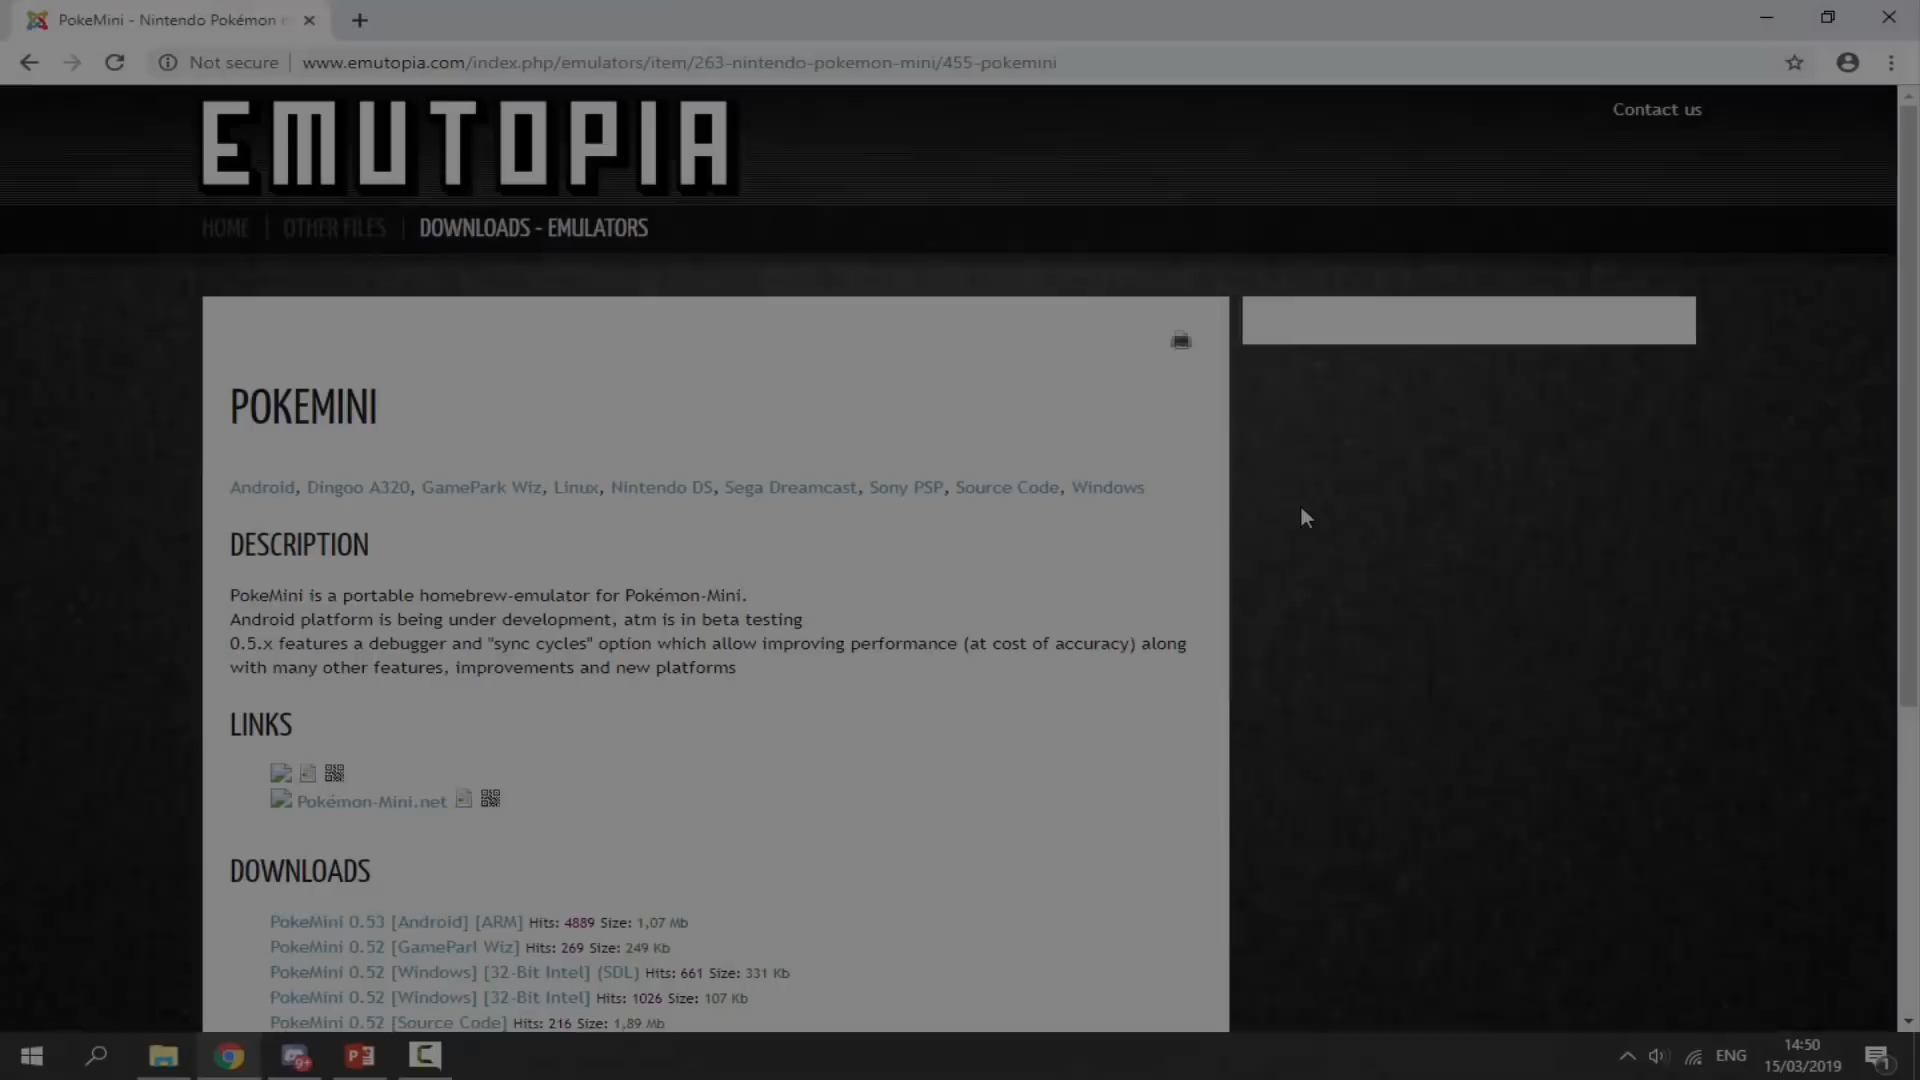 PokeMini - Nintendo Pokémon
Not secure
www.emutopia.com/index.php/emulators/item/263-nintendo-pokemon-mini/455-pokemini
EMUTOPIA
Contact us
HOME
OTHER FILES
DOWNLOADS - EMULATORS
POKEMINI
Android, Dingoo A320, GamePark Wiz, Linux, Nintendo DS, Sega Dreamcast, Sony PSP, Source Code, Windows
DESCRIPTION
PokeMini is a portable homebrew-emulator for Pokémon-Mini.
Android platform is being under development, atm is in beta testing
0.5.x features a debugger and "sync cycles" option which allow improving performance (at cost of accuracy) along
with many other features, improvements and new platforms
LINKS
Pokémon-Mini.net
DOWNLOADS
PokeMini 0.53 [Android] [ARM] Hits: 4889 Size: 1,07 Mb
PokeMini 0.52 [GameParl Wiz] Hits: 269 Size: 249 Kb
PokeMini 0.52 [Windows] [32-Bit Intel] (SDL) Hits: 661 Size: 331 Kb
PokeMini 0.52 [Windows] [32-Bit Intel] Hits: 1026 Size: 107 Kb
PokeMini 0.52 [Source Code] Hits: 216 Size: 1,89 Mb
9+
ENG
14:50
15/03/2019
1